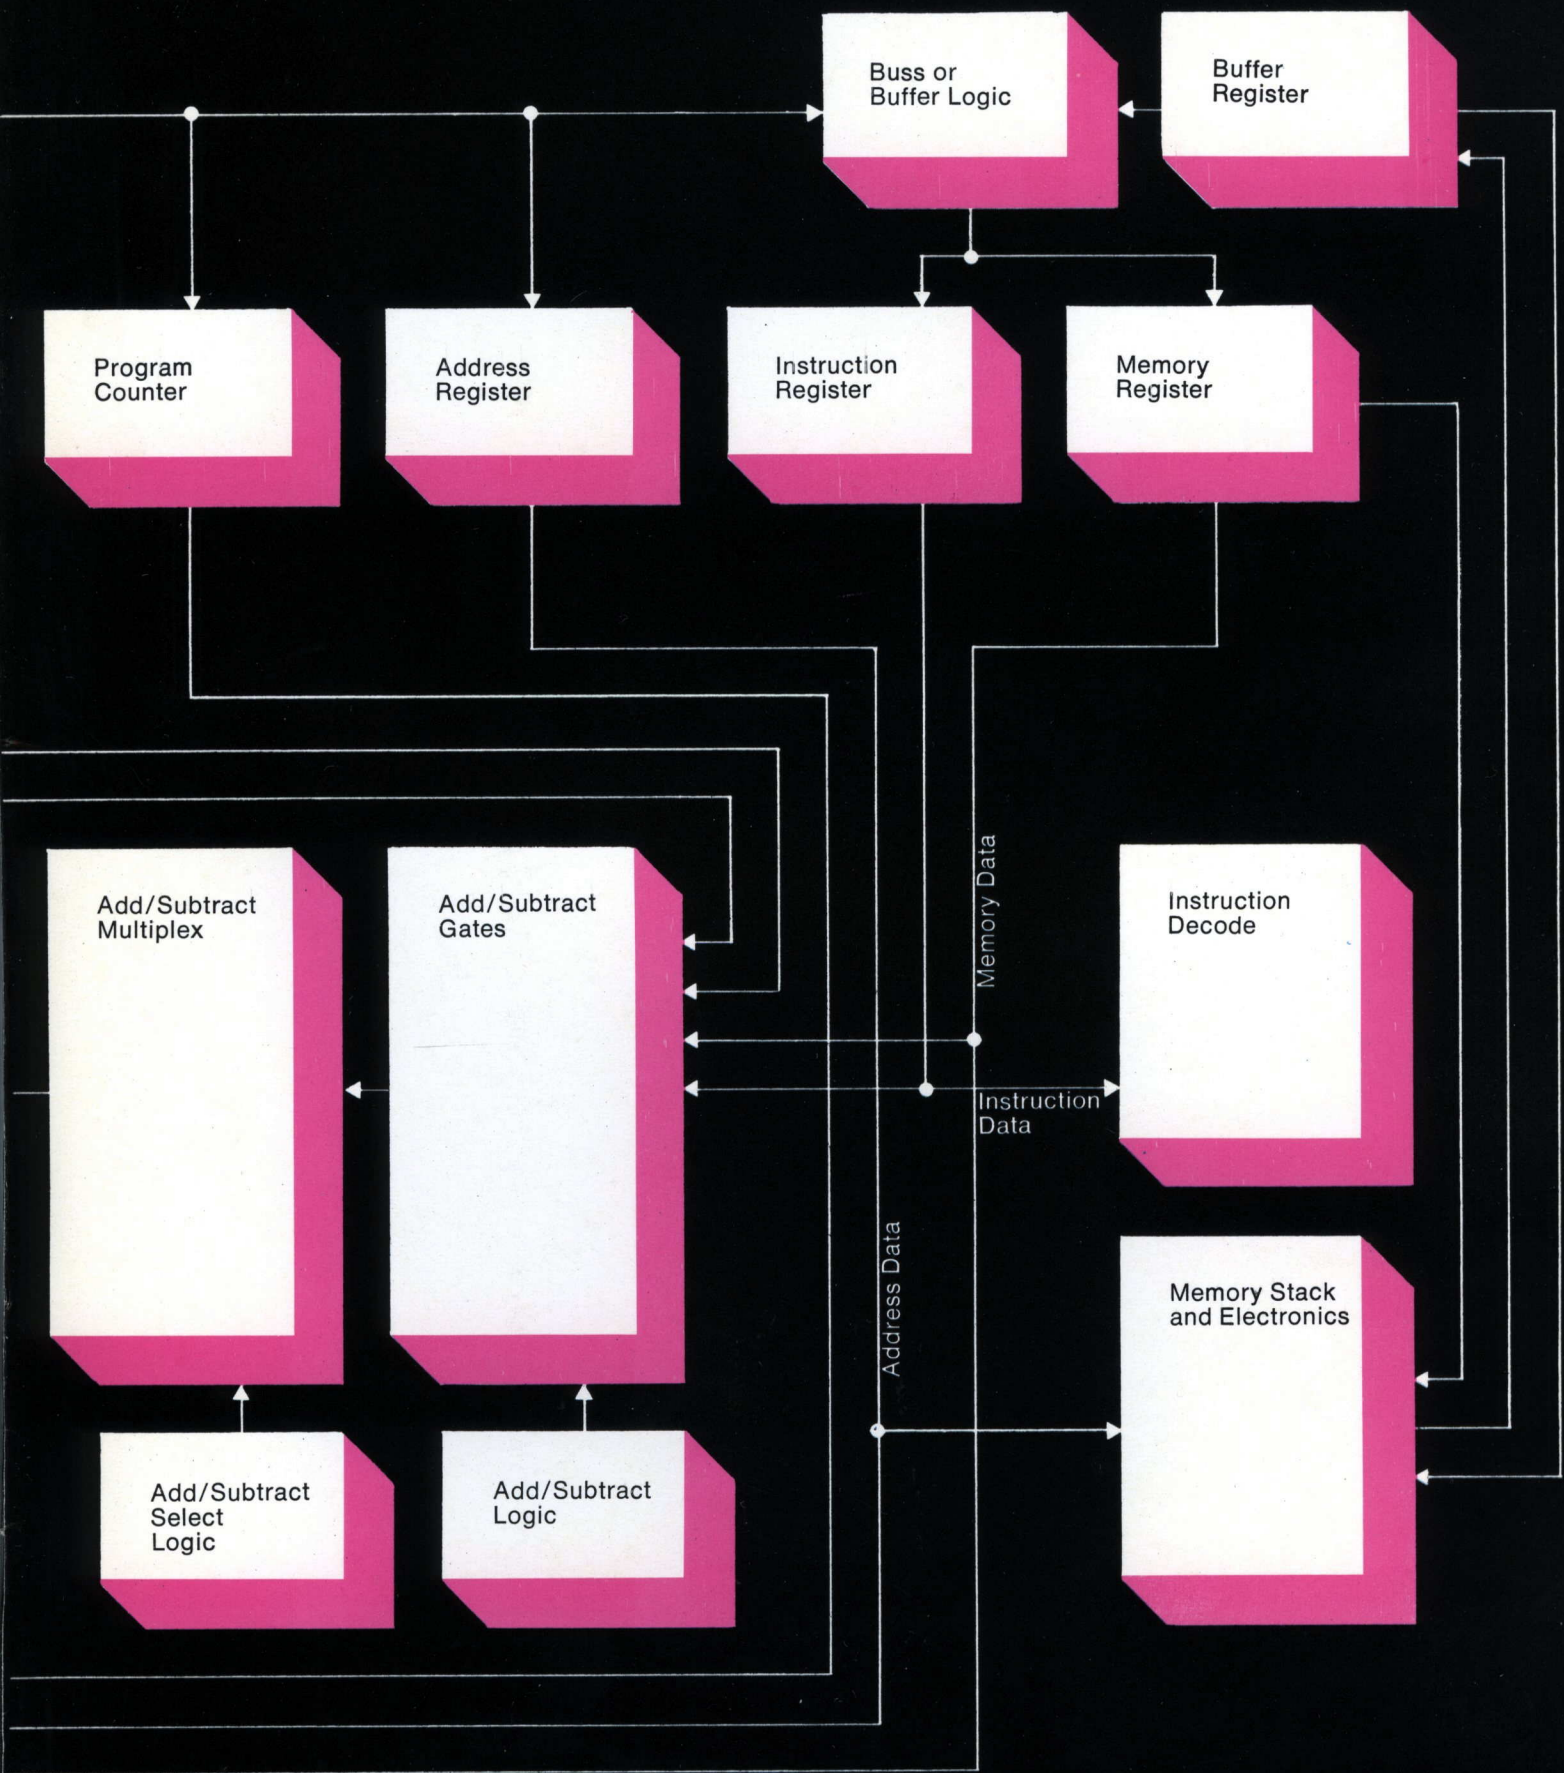 Buss or
Buffer Logic
Buffer
Register
Program
Counter
Address
Register
Instruction
Register
Memory
Register
Add/Subtract
Multiplex
Add/Subtract
Gates
Memory Data
Instruction
Decode
Instruction
Data
Address Data
Memory Stack
and Electronics
Add/Subtract
Select
Logic
Add/Subtract
Logic